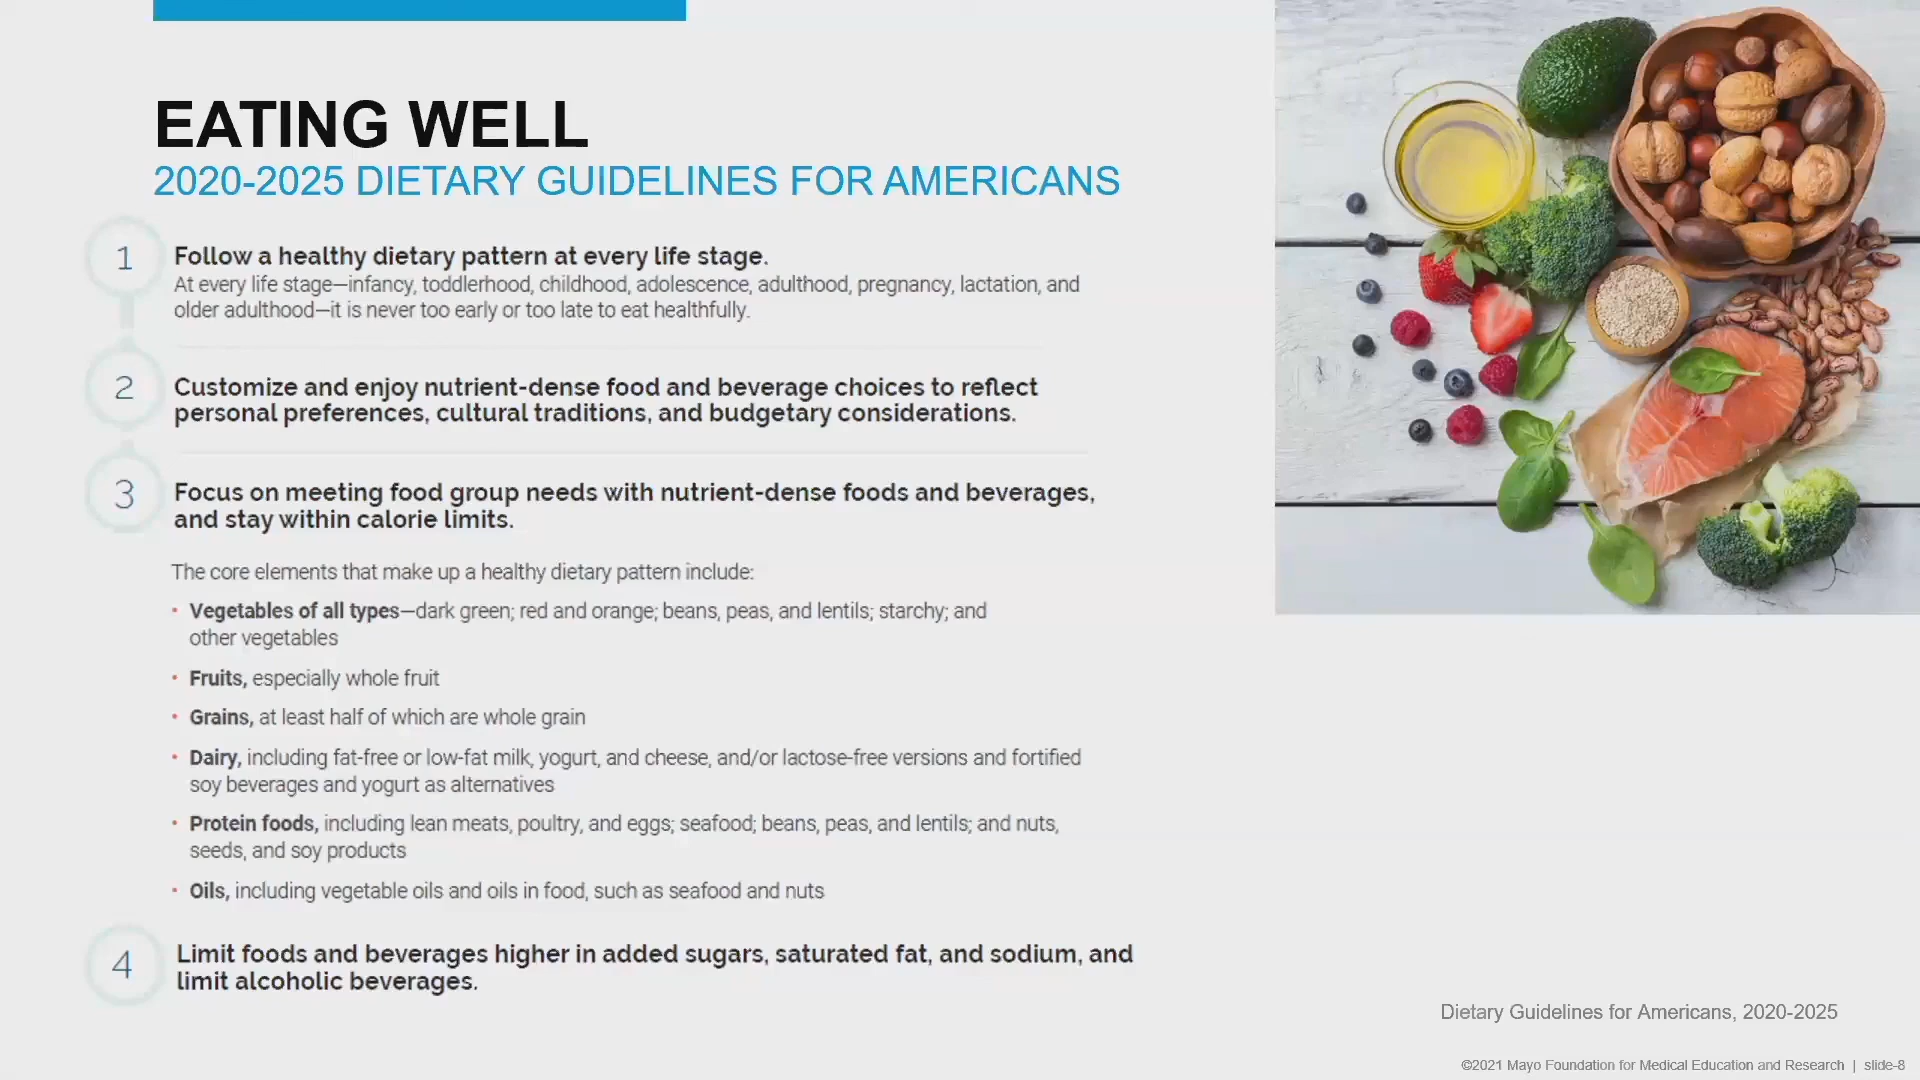 EATING WELL
2020-2025 DIETARY GUIDELINES FOR AMERICANS
1
Follow a healthy dietary pattern at every life stage.
At every life stage—infancy, toddlerhood, childhood, adolescence, adulthood, pregnancy, lactation, and
older adulthood—it is never too early or too late to eat healthfully.
2
Customize and enjoy nutrient-dense food and beverage choices to reflect
personal preferences, cultural traditions, and budgetary considerations.
3
Focus on meeting food group needs with nutrient-dense foods and beverages,
and stay within calorie limits.
The core elements that make up a healthy dietary pattern include:
• Vegetables of all types—dark green; red and orange; beans, peas, and lentils; starchy; and
other vegetables
• Fruits, especially whole fruit
• Grains, at least half of which are whole grain
• Dairy, including fat-free or low-fat milk, yogurt, and cheese, and/or lactose-free versions and fortified
soy beverages and yogurt as alternatives
• Protein foods, including lean meats, poultry, and eggs; seafood; beans, peas, and lentils; and nuts,
seeds, and soy products
• Oils, including vegetable oils and oils in food, such as seafood and nuts
4
Limit foods and beverages higher in added sugars, saturated fat, and sodium, and
limit alcoholic beverages.
Dietary Guidelines for Americans, 2020-2025
©2021 Mayo Foundation for Medical Education and Research | slide-8